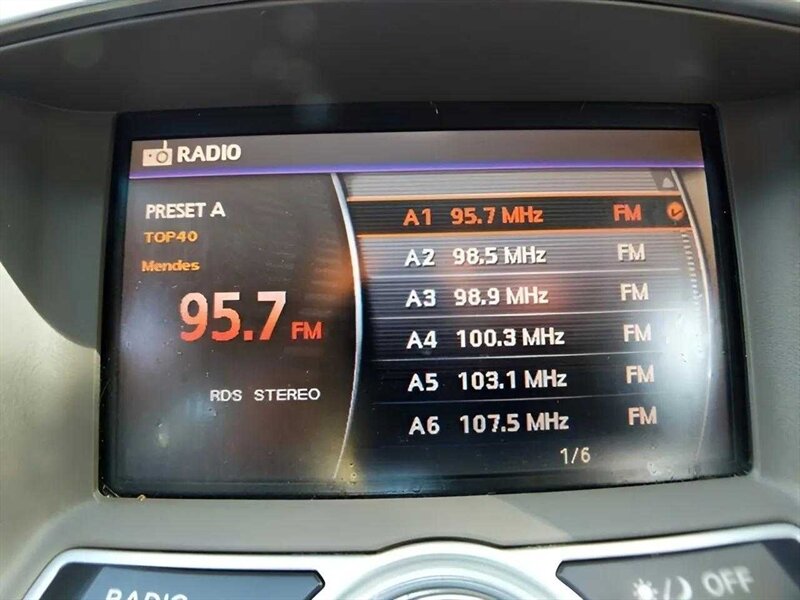 RADIO
PRESET A
TOP40
Mendes
95.7 FM
RDS STEREO
A1 95.7 MHz FM
A2 98.5 MHz FM
A3 98.9 MHz FM
A4 100.3 MHz FM
A5 103.1 MHz FM
A6 107.5 MHz FM
1/6
RADIO
OFF